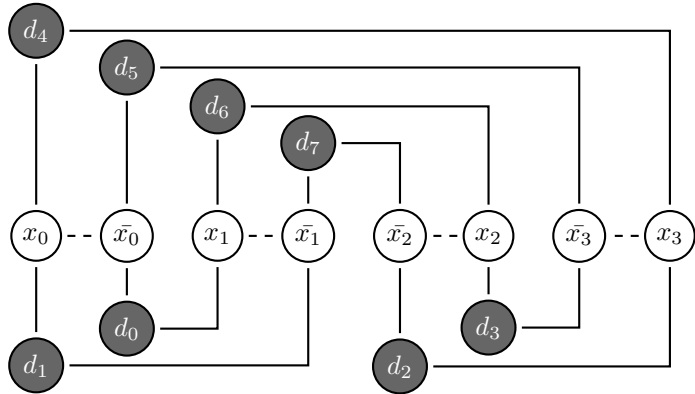 d₄
d₅
d₆
d₇
x₀ x̄₀ x₁ x̄₁ x̄₂ x₂ x̄₃ x₃
d₀ d₃
d₁ d₂